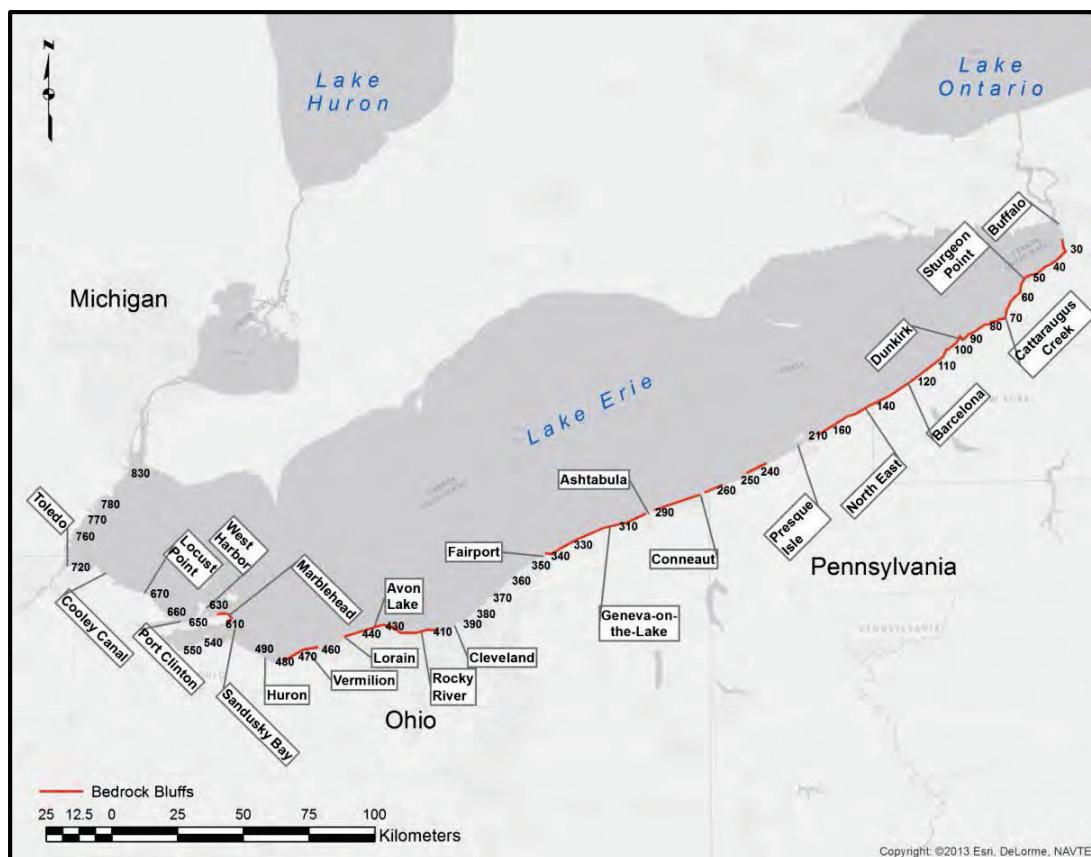 N
Lake
Huron
Lake
Ontario
Buffalo
Sturgeon
Point
30
40
50
60
70
80
Michigan
Dunkirk
90
100
Cattaraugus
Creek
110
120
Barcelona
140
Lake Erie
160
210
North East
Ashtabula
240
250
260
Presque
Isle
830
290
310
Conneaut
Pennsylvania
PENNSYLVANIA
Toledo
780
770
760
720
Locust
Point
West
Harbor
Marblehead
Fairport
330
340
350
360
370
380
390
Geneva-on-
the-Lake
Cooley Canal
670
660
650
630
610
Avon
Lake
430
440
410
Cleveland
Port Clinton
550
540
490
480
470
460
Lorain
Rocky
River
Sandusky Bay
Huron
Vermilion
Ohio
Bedrock Bluffs
25 12.5 0 25 50 75 100
Kilometers
Copyright: ©2013 Esri, DeLorme, NAVTE